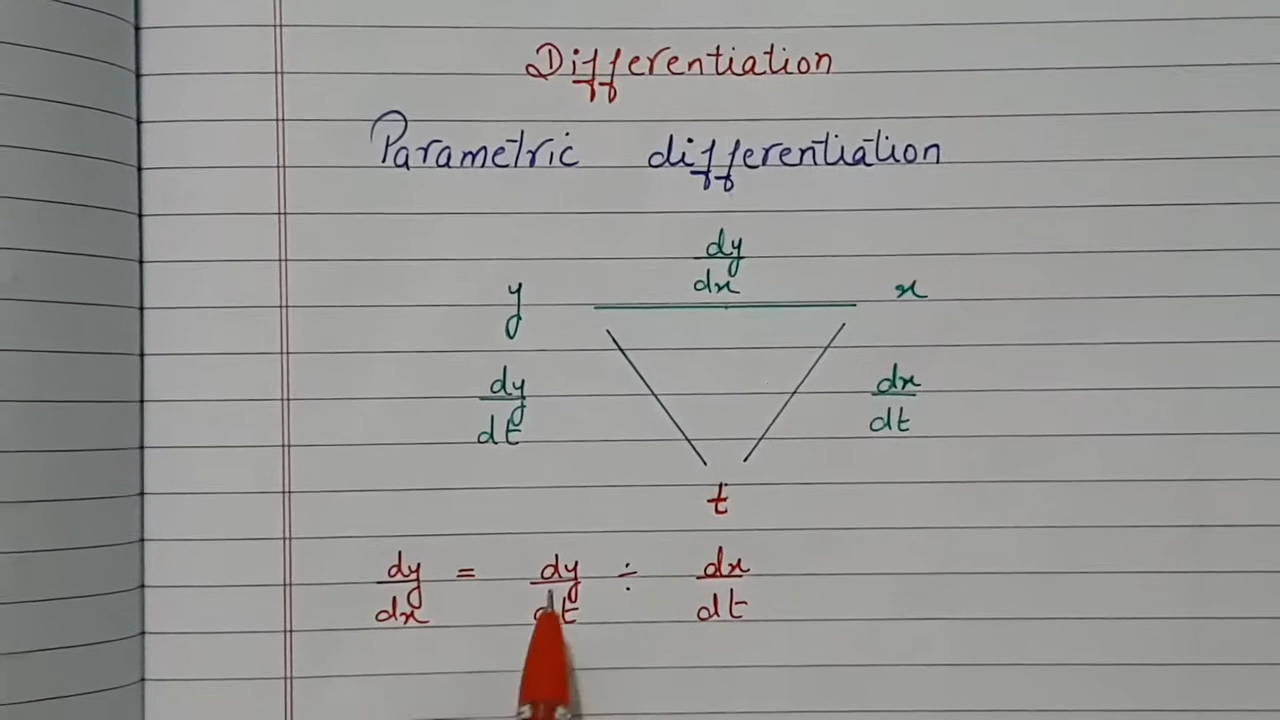 Differentiation
Parametric differentiation
dy/dx
y x
dy/dt dx/dt
t
dy/dx = dy/dt ÷ dx/dt